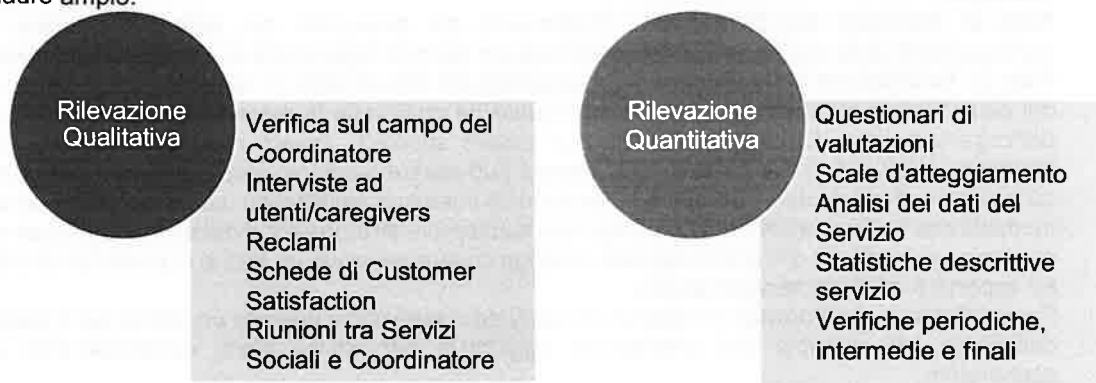 ampio.
Rilevazione
Qualitativa
Verifica sul campo del
Coordinatore
Interviste ad
utenti/caregivers
Reclami
Schede di Customer
Satisfaction
Riunioni tra Servizi
Sociali e Coordinatore
Rilevazione
Quantitativa
Questionari di
valutazioni
Scale d'atteggiamento
Analisi dei dati del
Servizio
Statistiche descrittive
servizio
Verifiche periodiche,
intermedie e finali